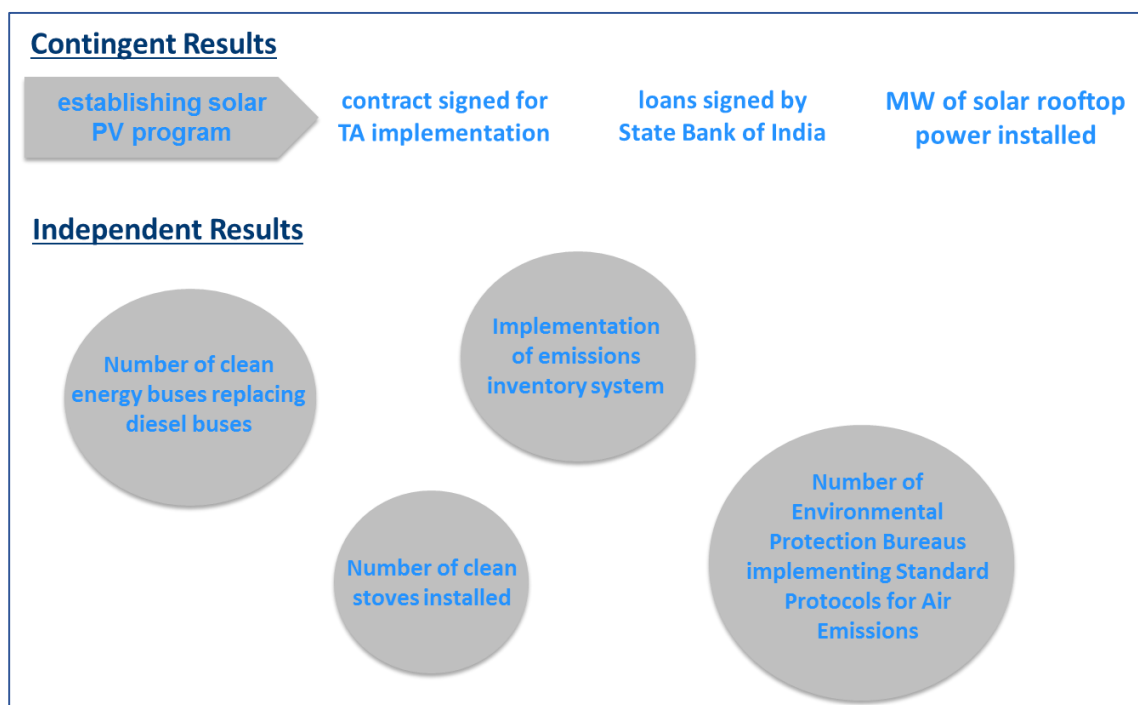 Contingent Results
establishing solar
PV program
contract signed for
TA implementation
loans signed by
State Bank of India
MW of solar rooftop
power installed
Independent Results
Number of clean
energy buses replacing
diesel buses
Implementation
of emissions
inventory system
Number of clean
stoves installed
Number of
Environmental
Protection Bureaus
implementing Standard
Protocols for Air
Emissions